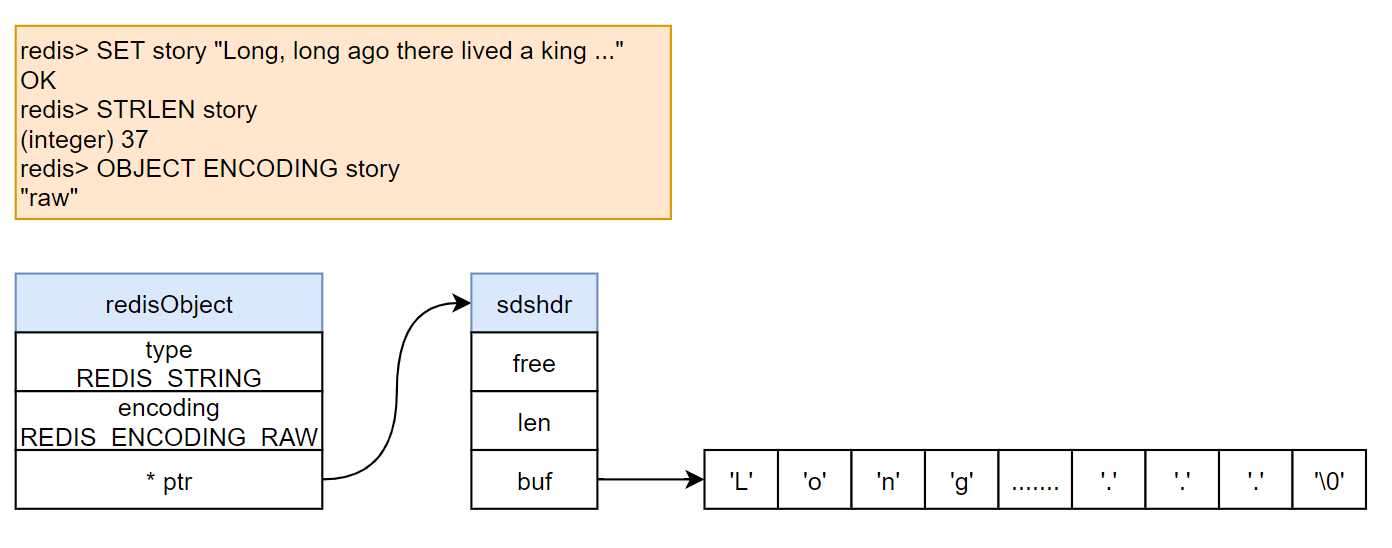 redis> SET story "Long, long ago there lived a king ..."
OK
redis> STRLEN story
(integer) 37
redis> OBJECT ENCODING story
"raw"
redisObject
type
REDIS_STRING
encoding
REDIS_ENCODING_RAW
* ptr
sdshdr
free
len
buf
'L' 'o' 'n' 'g' ....... '.' '.' '.' '\0'